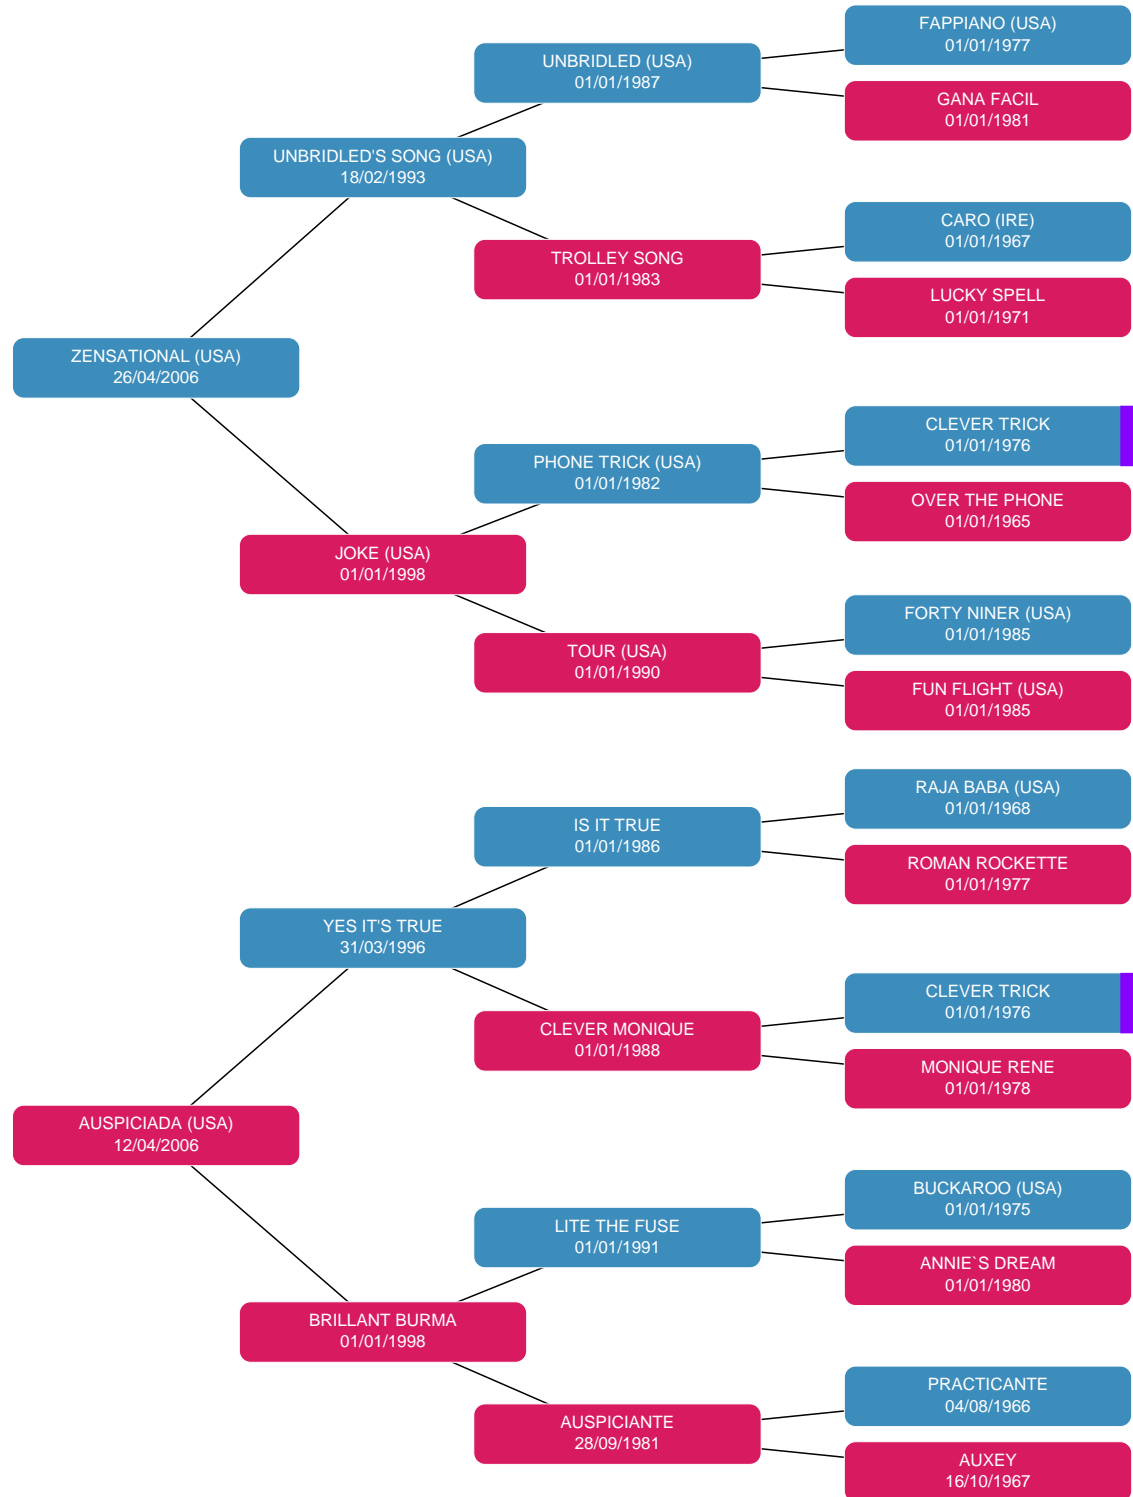 FAPPIANO (USA)
01/01/1977
UNBRIDLED (USA)
01/01/1987
GANA FACIL
01/01/1981
UNBRIDLED'S SONG (USA)
18/02/1993
CARO (IRE)
01/01/1967
TROLLEY SONG
01/01/1983
LUCKY SPELL
01/01/1971
ZENSATIONAL (USA)
26/04/2006
CLEVER TRICK
01/01/1976
PHONE TRICK (USA)
01/01/1982
OVER THE PHONE
01/01/1965
JOKE (USA)
01/01/1998
FORTY NINER (USA)
01/01/1985
TOUR (USA)
01/01/1990
FUN FLIGHT (USA)
01/01/1985
RAJA BABA (USA)
01/01/1968
IS IT TRUE
01/01/1986
ROMAN ROCKETTE
01/01/1977
YES IT'S TRUE
31/03/1996
CLEVER TRICK
01/01/1976
CLEVER MONIQUE
01/01/1988
MONIQUE RENE
01/01/1978
AUSPICIADA (USA)
12/04/2006
BUCKAROO (USA)
01/01/1975
LITE THE FUSE
01/01/1991
ANNIE`S DREAM
01/01/1980
BRILLANT BURMA
01/01/1998
PRACTICANTE
04/08/1966
AUSPICIANTE
28/09/1981
AUXEY
16/10/1967